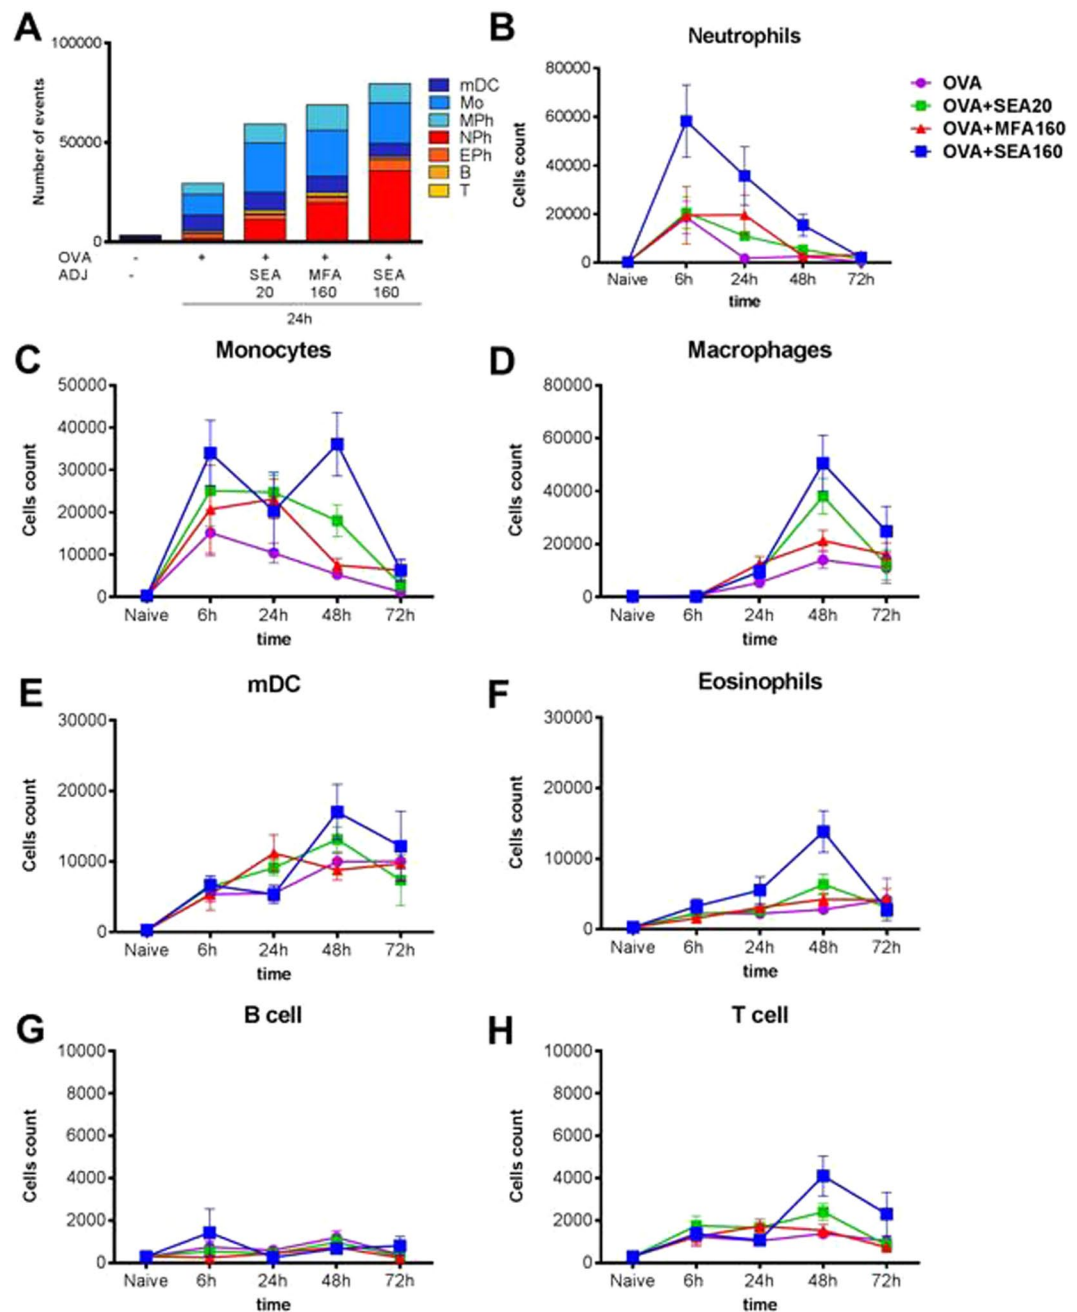 A
100000
50000
0
Number of events
mDC
Mo
MPh
NPh
EPh
B
T
OVA - + + + +
ADJ - SEA MFA SEA
20 160 160
24h
B
Neutrophils
80000
60000
40000
20000
0
Cells count
Naive 6h 24h 48h 72h
time
OVA
OVA+SEA20
OVA+MFA160
OVA+SEA160
C
Monocytes
50000
40000
30000
20000
10000
0
Cells count
Naive 6h 24h 48h 72h
time
D
Macrophages
80000
60000
40000
20000
0
Cells count
Naive 6h 24h 48h 72h
time
E
mDC
30000
20000
10000
0
Cells count
Naive 6h 24h 48h 72h
time
F
Eosinophils
30000
20000
10000
0
Cells count
Naive 6h 24h 48h 72h
time
G
B cell
10000
8000
6000
4000
2000
0
Cells count
Naive 6h 24h 48h 72h
time
H
T cell
10000
8000
6000
4000
2000
0
Cells count
Naive 6h 24h 48h 72h
time